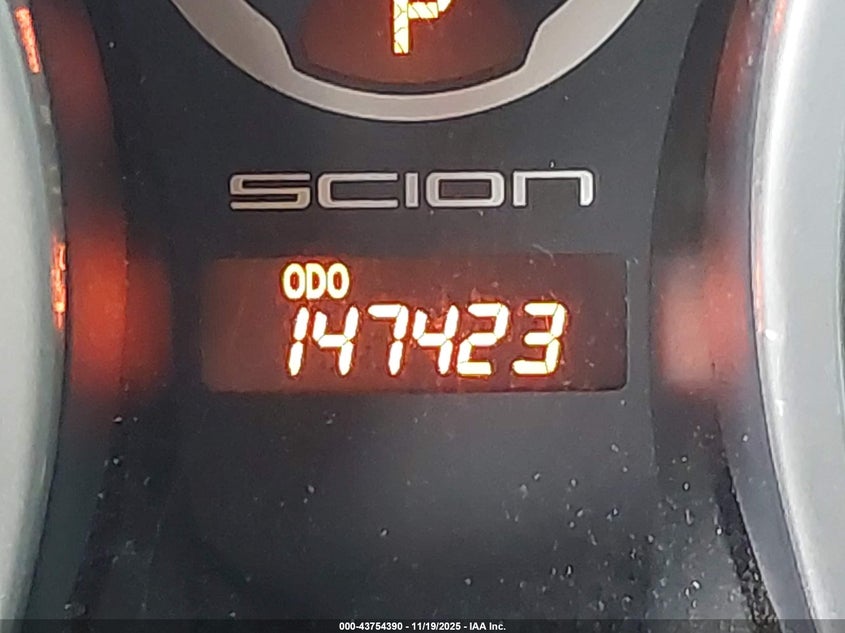 P
SCION
ODO
147423
000-43754390 - 11/19/2025 - IAA Inc.